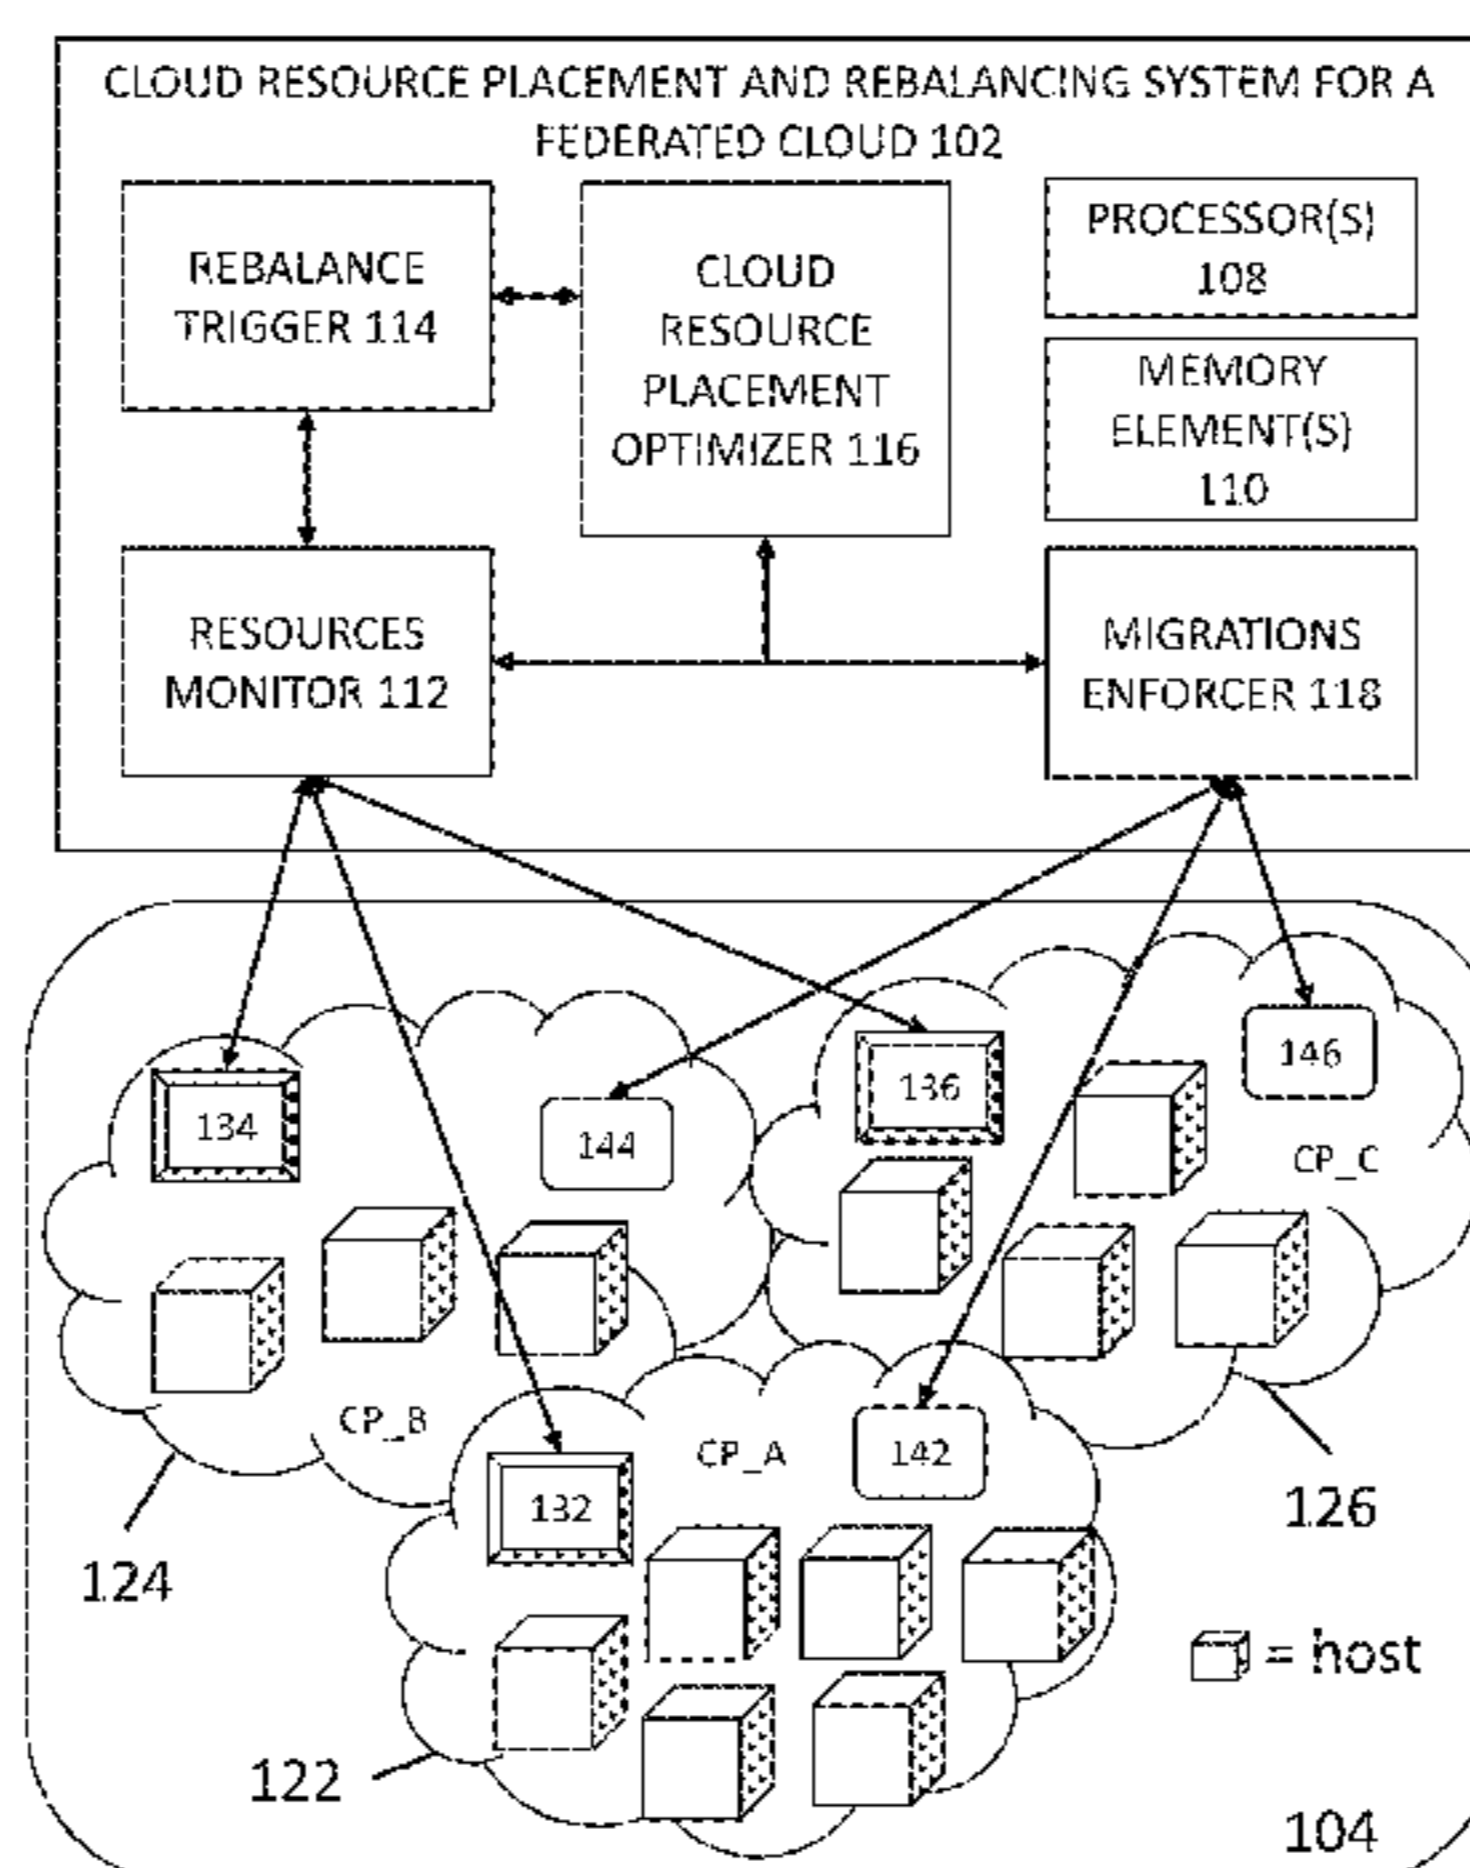 CLOUD RESOURCE PLACEMENT AND REBALANCING SYSTEM FOR A
FEDERATED CLOUD 102
REBALANCE
TRIGGER 114
CLOUD
RESOURCE
PLACEMENT
OPTIMIZER 116
PROCESSOR(S)
108
MEMORY
ELEMENT(S)
110
RESOURCES
MONITOR 112
MIGRATIONS
ENFORCER 118
134
144
136
146
CP_C
CP_B
CP_A
142
132
124
126
= host
122
104